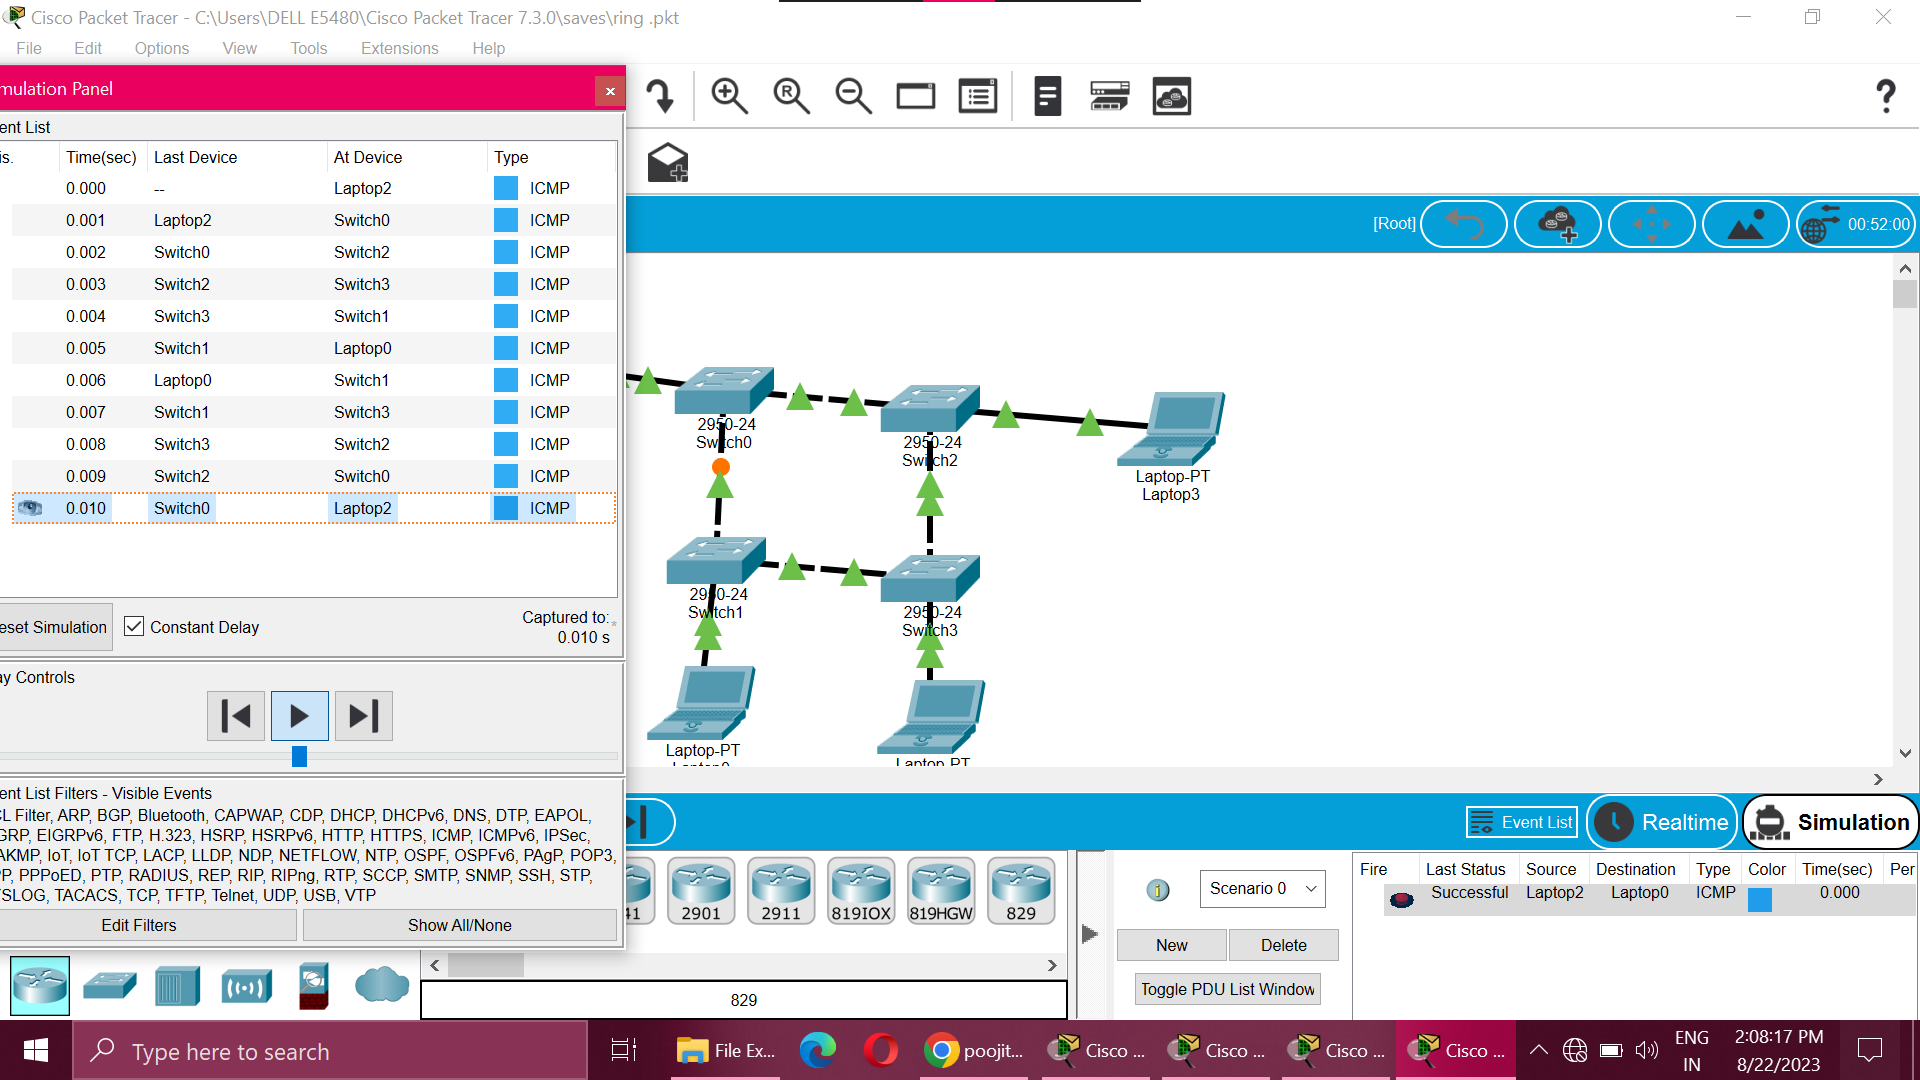 Cisco Packet Tracer - C:\Users\DELL E5480\Cisco Packet Tracer 7.3.0\saves\ring .pkt
File Edit Options View Tools Extensions Help
mulation Panel
ent List
is. Time(sec) Last Device At Device Type
0.000 -- Laptop2 ICMP
0.001 Laptop2 Switch0 ICMP
0.002 Switch0 Switch2 ICMP
0.003 Switch2 Switch3 ICMP
0.004 Switch3 Switch1 ICMP
0.005 Switch1 Laptop0 ICMP
0.006 Laptop0 Switch1 ICMP
0.007 Switch1 Switch3 ICMP
0.008 Switch3 Switch2 ICMP
0.009 Switch2 Switch0 ICMP
0.010 Switch0 Laptop2 ICMP
eset Simulation Constant Delay Captured to: *
0.010 s
ay Controls
ent List Filters - Visible Events
L Filter, ARP, BGP, Bluetooth, CAPWAP, CDP, DHCP, DHCPv6, DNS, DTP, EAPOL,
GRP, EIGRPv6, FTP, H.323, HSRP, HSRPv6, HTTP, HTTPS, ICMP, ICMPv6, IPSec,
AKMP, IoT, IoT TCP, LACP, LLDP, NDP, NETFLOW, NTP, OSPF, OSPFv6, PAgP, POP3,
P, PPPoED, PTP, RADIUS, REP, RIP, RIPng, RTP, SCCP, SMTP, SNMP, SSH, STP,
SLOG, TACACS, TCP, TFTP, Telnet, UDP, USB, VTP
Edit Filters Show All/None
R
?
[Root] 00:52:00
2950-24
Switch0
2950-24
Switch2
Laptop-PT
Laptop3
2950-24
Switch1
2950-24
Switch3
Laptop-PT
Laptop0
Laptop-PT
Event List Realtime Simulation
41 2901 2911 819IOX 819HGW 829
829
Scenario 0
New Delete
Toggle PDU List Window
Fire Last Status Source Destination Type Color Time(sec) Per
Successful Laptop2 Laptop0 ICMP 0.000
Type here to search
File Ex... poojit... Cisco ... Cisco ... Cisco ... Cisco ...
ENG
IN
2:08:17 PM
8/22/2023